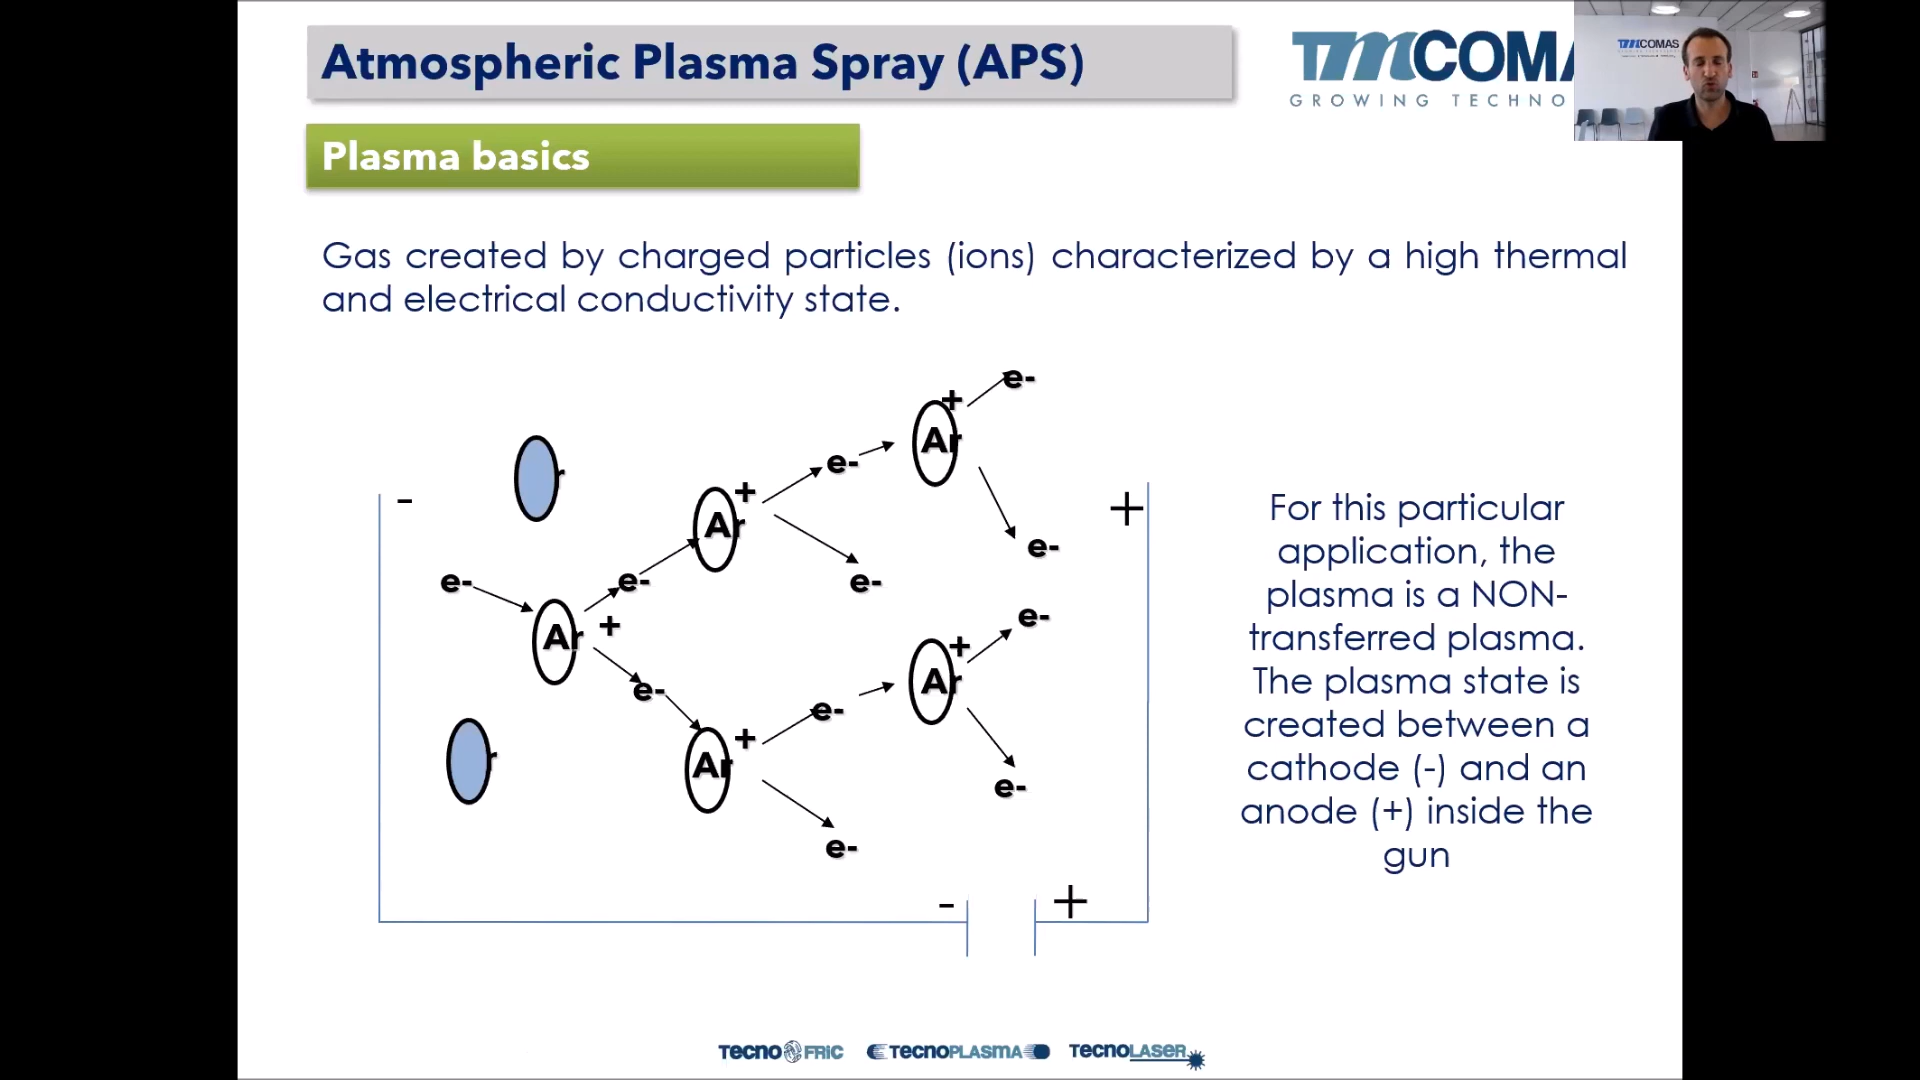 Atmospheric Plasma Spray (APS)
TMCOMA
GROWING TECHNO
TMCOMAS
Plasma basics
Gas created by charged particles (ions) characterized by a high thermal
and electrical conductivity state.
e-
+
Ar
r
e-
+
Ar
-
+
e-
e-
e-
e-
e-
+
Ar
e-
+
Ar
e-
e-
+
Ar
r
e-
e-
-
+
For this particular
application, the
plasma is a NON-
transferred plasma.
The plasma state is
created between a
cathode (-) and an
anode (+) inside the
gun
TECNO FRIC
TECNOPLASMA
TECNOLASER